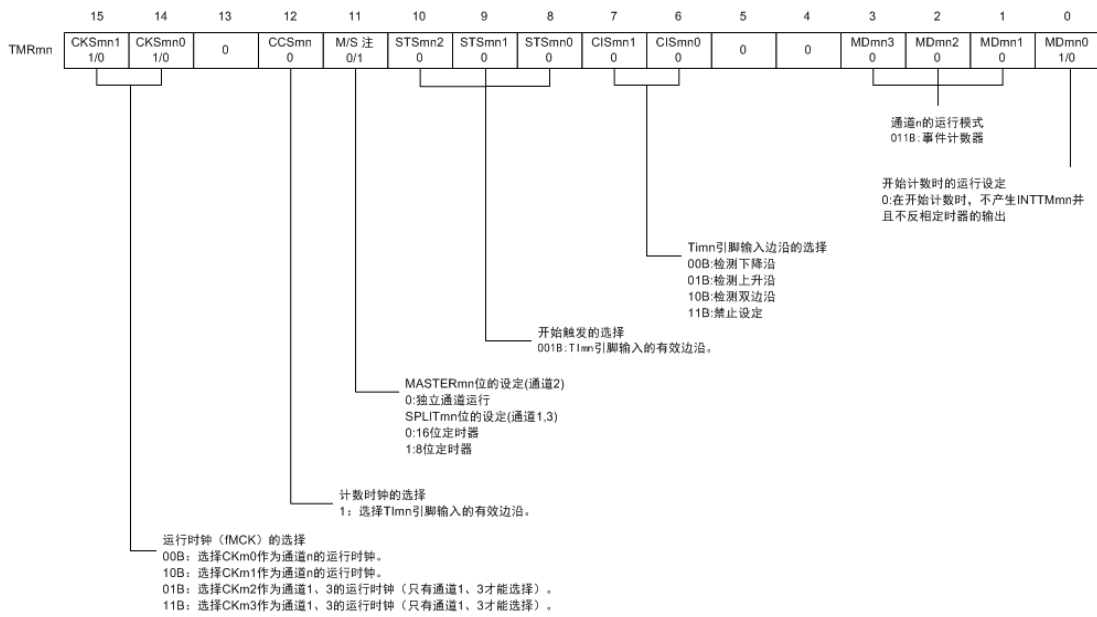 15 14 13 12 11 10 9 8 7 6 5 4 3 2 1 0
TMRmn CKSmn1 CKSmn0 0 CCSmn M/S 注 STSmn2 STSmn1 STSmn0 CISmn1 CISmn0 0 0 MDmn3 MDmn2 MDmn1 MDmn0
1/0 1/0 0 0/1 0 0 0 0 0 0 0 0 1/0
通道n的运行模式
011B:事件计数器
开始计数时的运行设定
0:在开始计数时，不产生INTTMmn并
且不反相定时器的输出
Timn引脚输入边沿的选择
00B:检测下降沿
01B:检测上升沿
10B:检测双边沿
11B:禁止设定
开始触发的选择
001B:TImn引脚输入的有效边沿。
MASTERmn位的设定(通道2)
0:独立通道运行
SPLITmn位的设定(通道1,3)
0:16位定时器
1:8位定时器
计数时钟的选择
1：选择TImn引脚输入的有效边沿。
运行时钟（fMCK）的选择
00B：选择CKm0作为通道n的运行时钟。
10B：选择CKm1作为通道n的运行时钟。
01B：选择CKm2作为通道1、3的运行时钟（只有通道1、3才能选择）。
11B：选择CKm3作为通道1、3的运行时钟（只有通道1、3才能选择）。